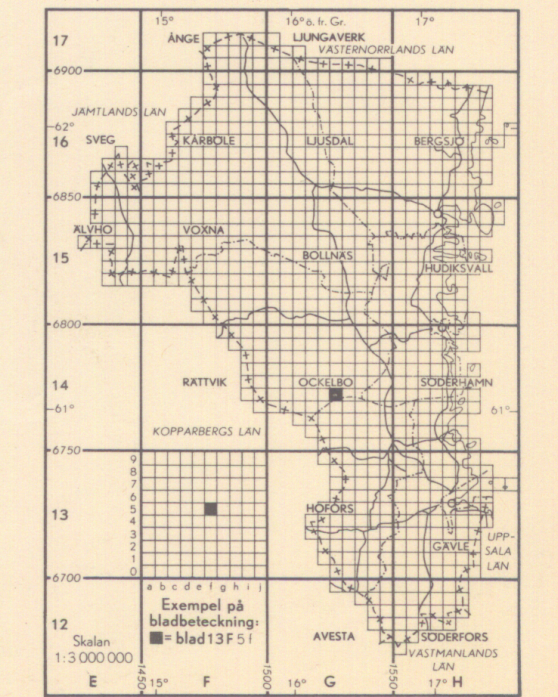 15° 16° ö. fr. Gr. 17°
17 ÅNGE LJUNGAVERK
VÄSTERNORRLANDS LÄN
6900
JÄMTLANDS LÄN
62°
16 SVEG KÅRBÖLE LJUSDAL BERGSJÖ
6850
ÄLVHO VOXNA
15 BOLLNÄS
HUDIKSVALL
6800
14 RÄTTVIK OCKELBO SÖDERHAMN
61° 61°
KOPPARBERGS LÄN
6750
9
8
7
6
5
4
3
2
1
0
13 HOFORS
GÄVLE
UPP-
SALA
LÄN
6700
a b c d e f g h i j
Exempel på
bladbeteckning:
= blad 13 F 5 f
12 AVESTA SÖDERFORS
Skalan
1:3 000 000
VÄSTMANLANDS
LÄN
E 1450 15° F 1500 16° G 1550 17° H